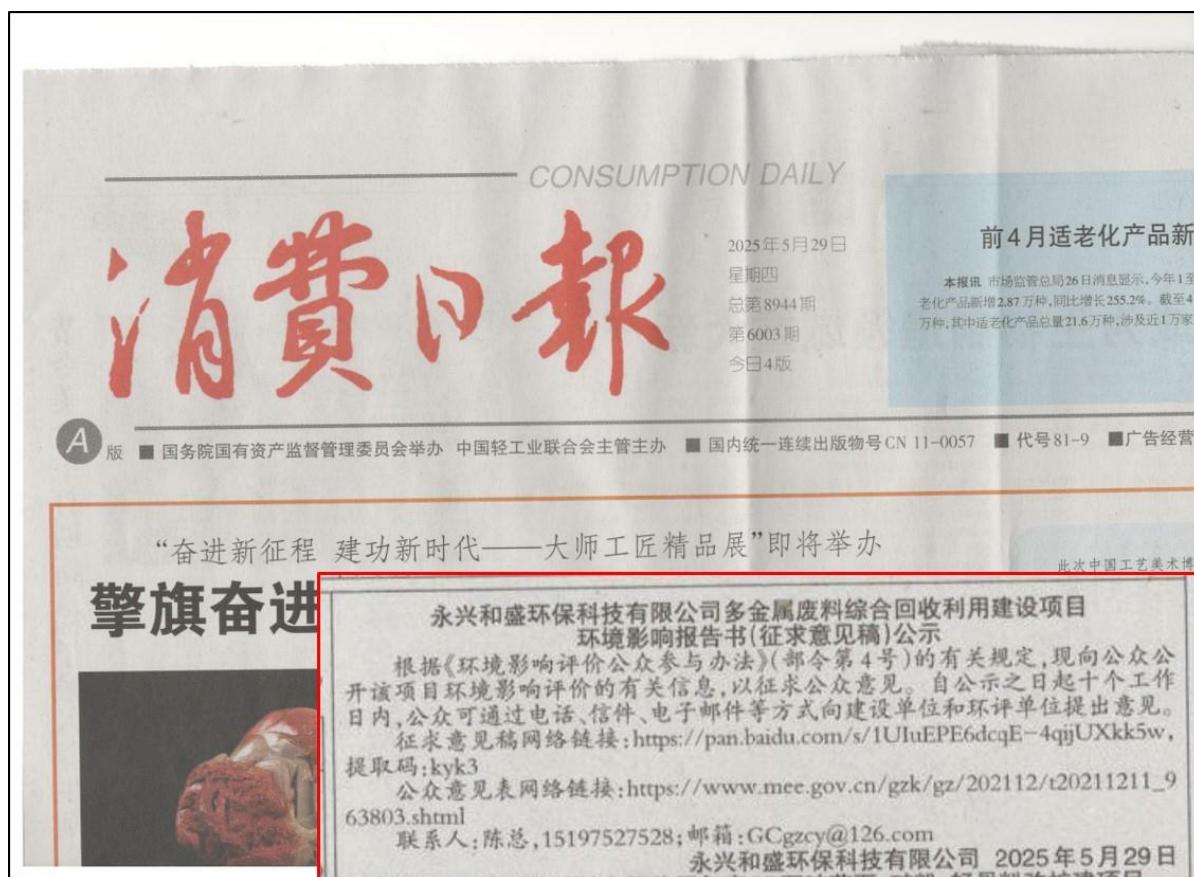 CONSUMPTION DAILY
消費日報
2025年5月29日
星期四
总第8944期
第6003期
今日4版
前4月适老化产品新
本报讯 市场监管总局26日消息显示,今年1至
老化产品新增2.87万种,同比增长255.2%。截至4
万种,其中适老化产品总量21.6万种,涉及近1万家
A版 ■ 国务院国有资产监督管理委员会举办 中国轻工业联合会主管主办 ■ 国内统一连续出版物号CN 11-0057 ■ 代号81-9 ■广告经营
“奋进新征程 建功新时代——大师工匠精品展”即将举办
此次中国工艺美术博
擎旗奋进
永兴和盛环保科技有限公司多金属废料综合回收利用建设项目
环境影响报告书(征求意见稿)公示
根据《环境影响评价公众参与办法》(部令第4号)的有关规定,现向公众公
开该项目环境影响评价的有关信息,以征求公众意见。自公示之日起十个工作
日内,公众可通过电话、信件、电子邮件等方式向建设单位和环评单位提出意见。
征求意见稿网络链接:https://pan.baidu.com/s/1UIuEPE6dcqE-4qijUXkk5w,
提取码:kyk3
公众意见表网络链接:https://www.mee.gov.cn/gzk/gz/202112/t20211211_9
63803.shtml
联系人:陈总,15197527528;邮箱:GCgzcy@126.com
永兴和盛环保科技有限公司 2025年5月29日